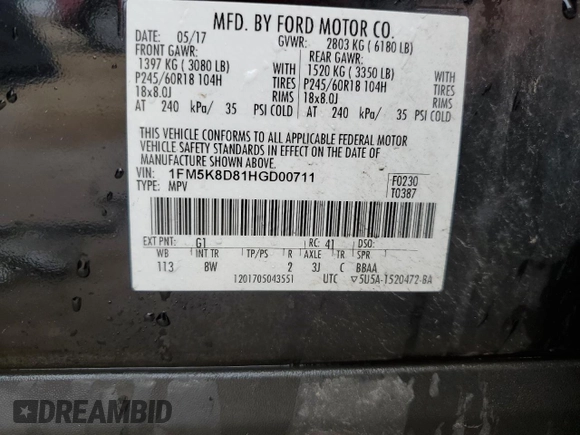 MFD. BY FORD MOTOR CO.
DATE: 05/17 GVWR: 2803 KG ( 6180 LB)
FRONT GAWR: REAR GAWR:
1397 KG ( 3080 LB) WITH 1520 KG ( 3350 LB) WITH
P245/60R18 104H TIRES P245/60R18 104H TIRES
18x8.0J RIMS 18x8.0J RIMS
AT 240 kPa/ 35 PSI COLD AT 240 kPa/ 35 PSI COLD
THIS VEHICLE CONFORMS TO ALL APPLICABLE FEDERAL MOTOR
VEHICLE SAFETY STANDARDS IN EFFECT ON THE DATE OF
MANUFACTURE SHOWN ABOVE.
VIN: 1FM5K8D81HGD00711
TYPE: MPV
F0230
T0387
EXT PNT: G1 RC: 41 DSO:
WB INT TR TP/PS R AXLE TR SPR
113 8W 2 3J C BBAA
1201705043551 UTC ▽5U5A-1520472-BA
DREAMBID